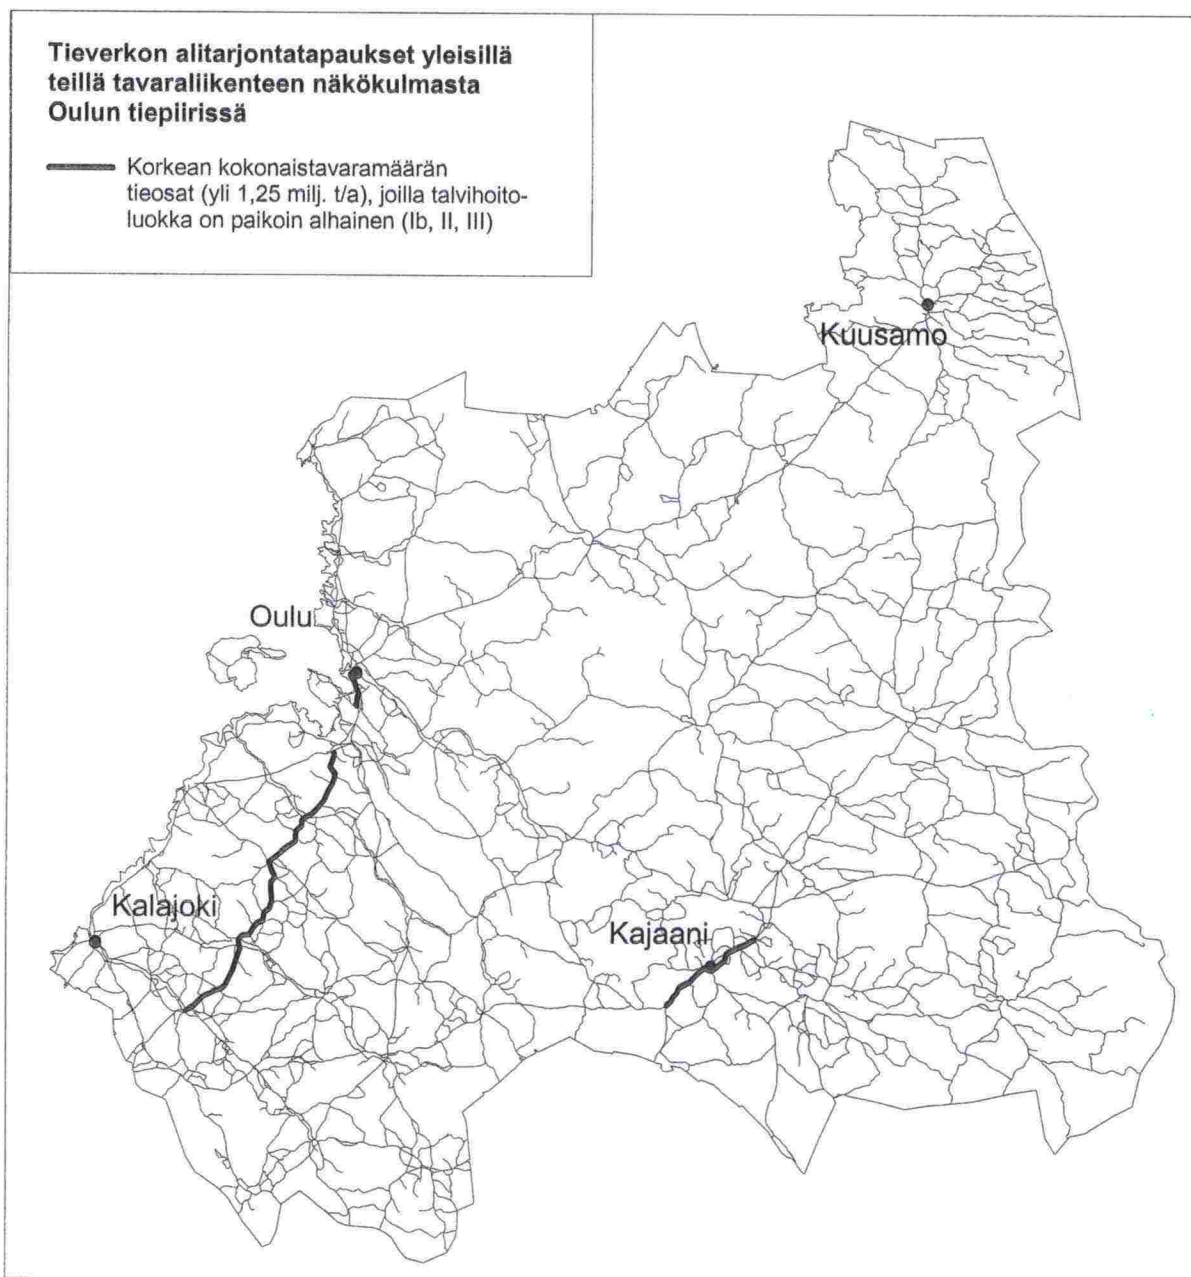 Tieverkon alitarjontatapaukset yleisillä
teillä tavaraliikenteen näkökulmasta
Oulun tiepiirissä
Korkean kokonaistavaramäärän
tieosat (yli 1,25 milj. t/a), joilla talvihoito-
luokka on paikoin alhainen (Ib, II, III)
Kuusamo
Oulu
Kalajoki
Kajaani